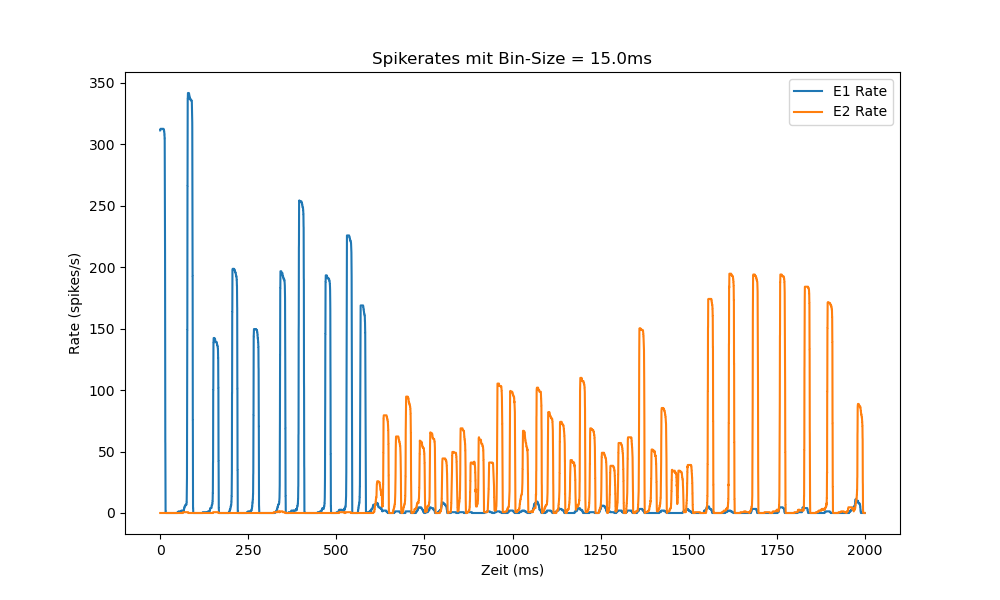 Spikerates mit Bin-Size = 15.0ms
E1 Rate
E2 Rate
Rate (spikes/s)
350
300
250
200
150
100
50
0
0 250 500 750 1000 1250 1500 1750 2000
Zeit (ms)